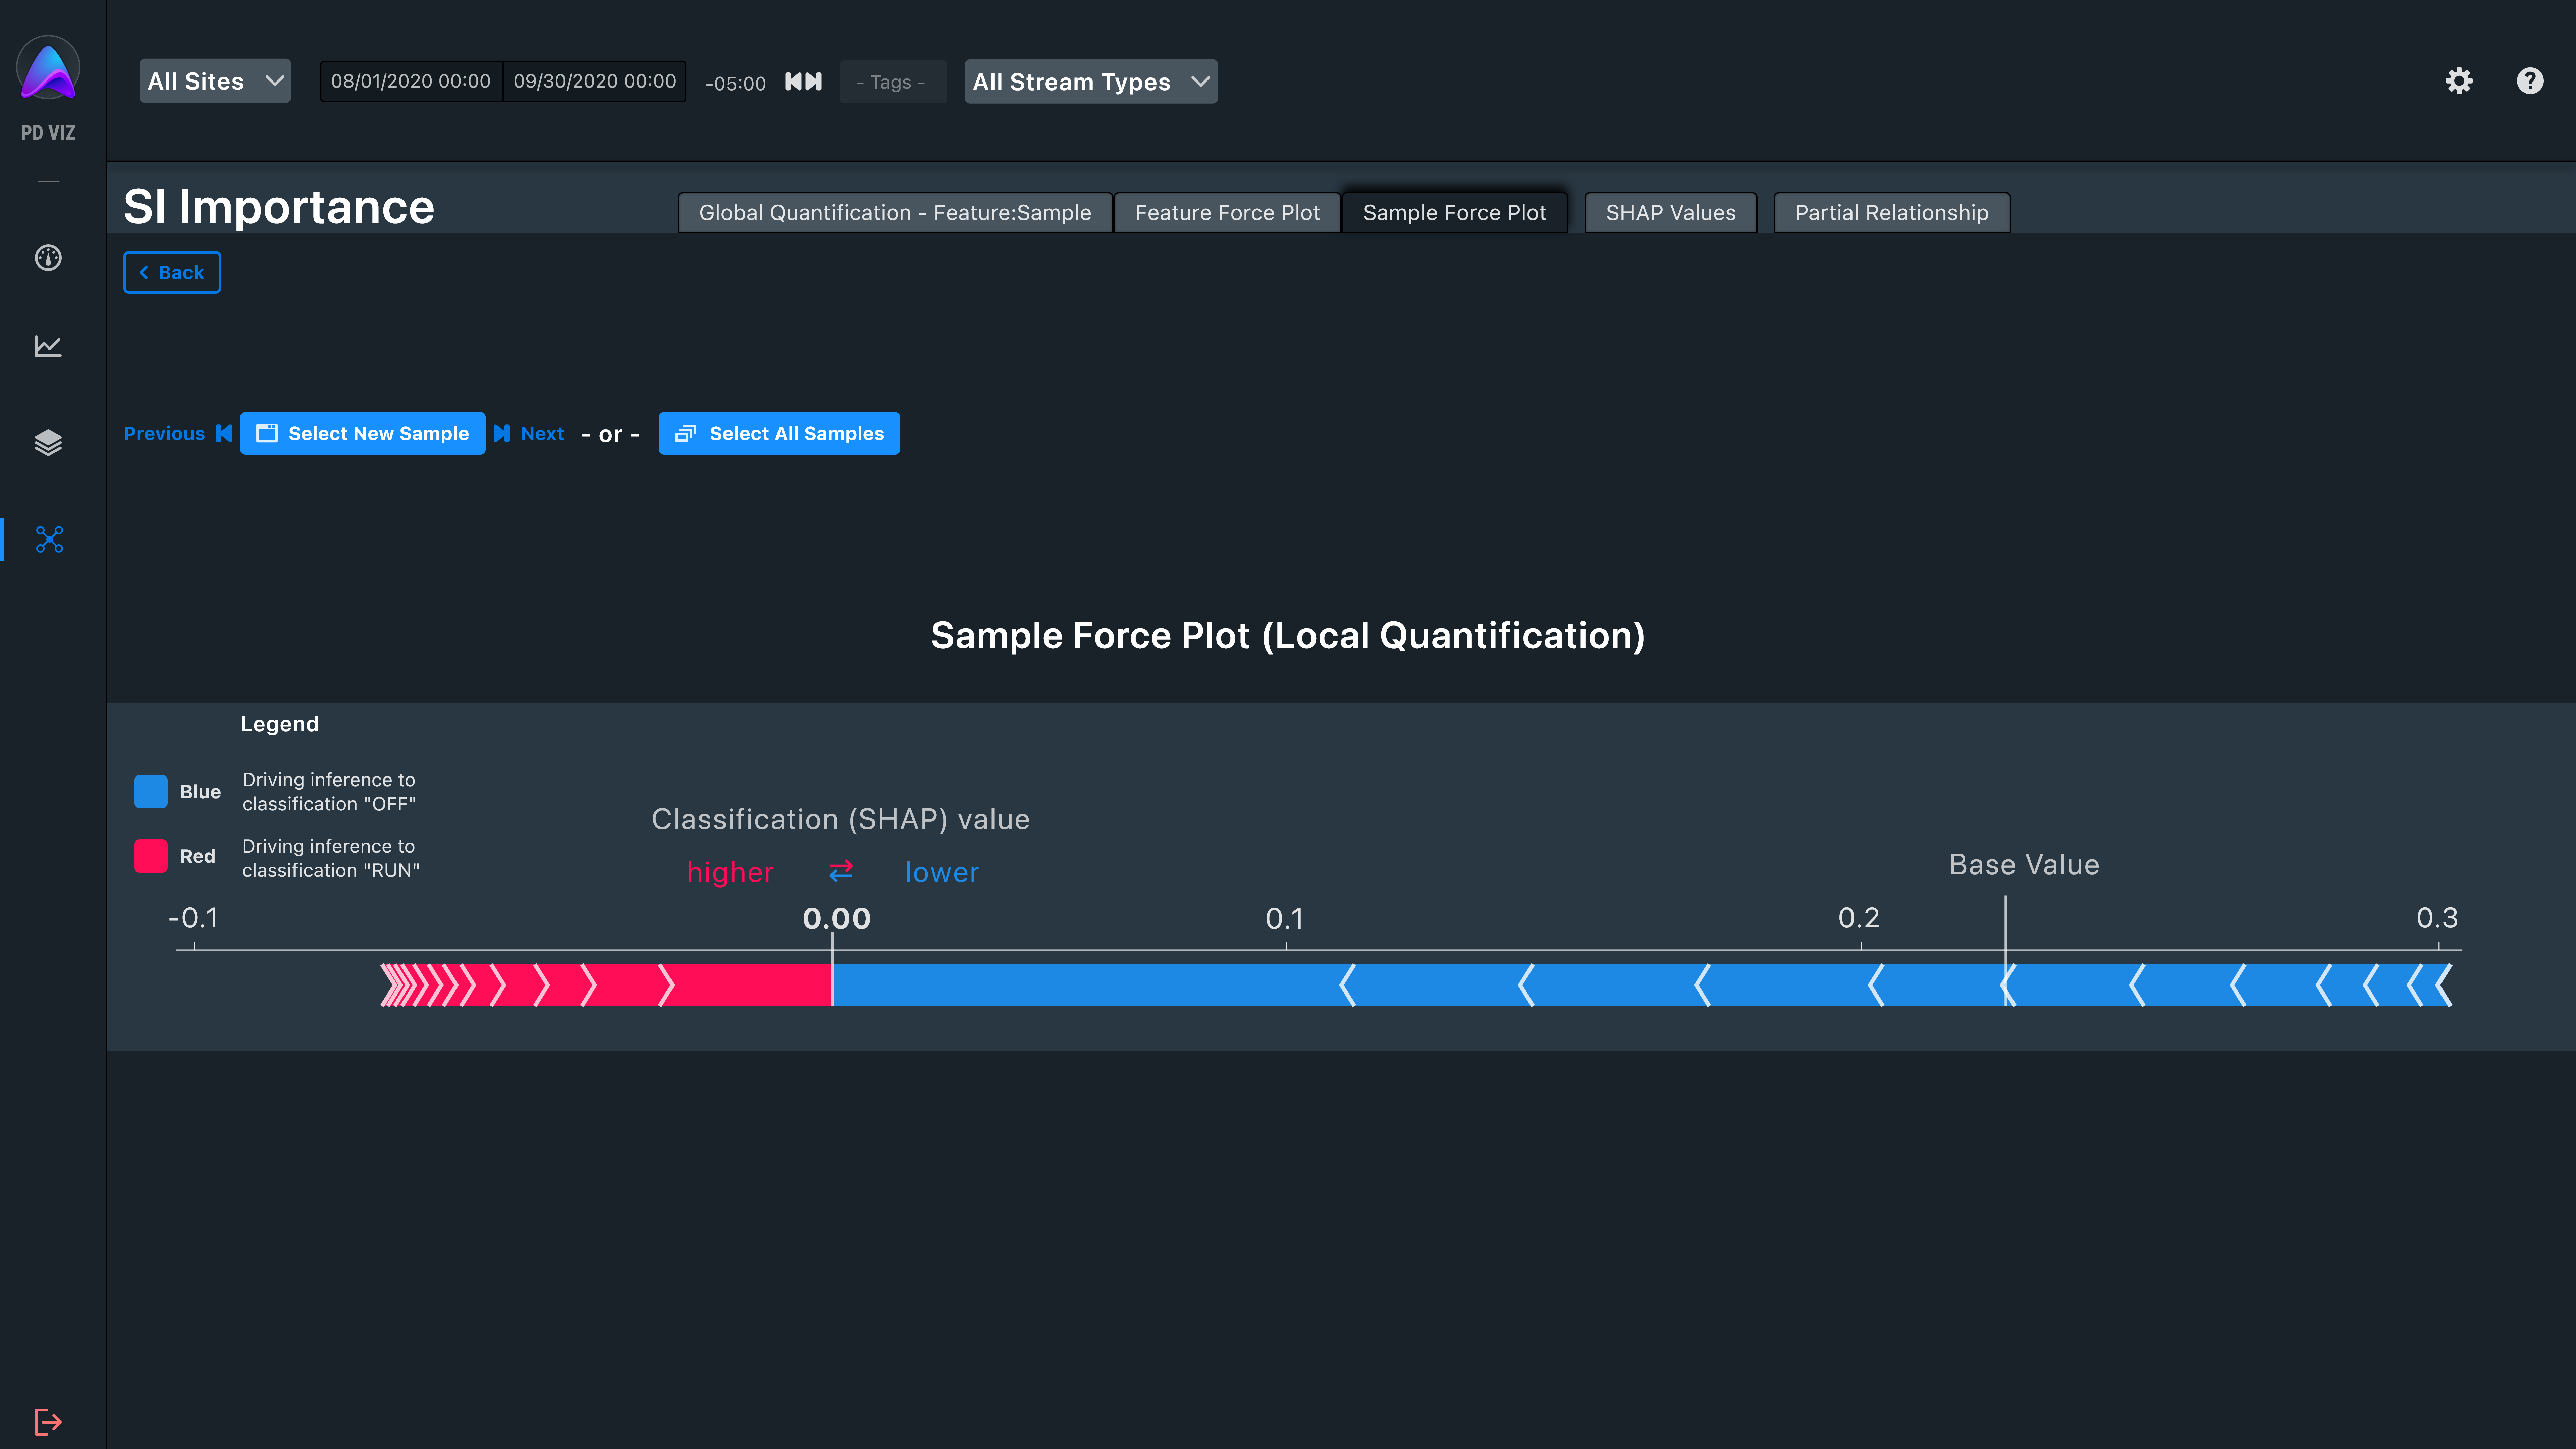 PD VIZ
All Sites
08/01/2020 00:00 09/30/2020 00:00 -05:00 - Tags - All Stream Types
SI Importance
Global Quantification - Feature:Sample Feature Force Plot Sample Force Plot SHAP Values Partial Relationship
Back
Previous Select New Sample Next - or - Select All Samples
Sample Force Plot (Local Quantification)
Legend
Blue Driving inference to
classification "OFF"
Red Driving inference to
classification "RUN"
Classification (SHAP) value
higher lower
Base Value
-0.1 0.00 0.1 0.2 0.3